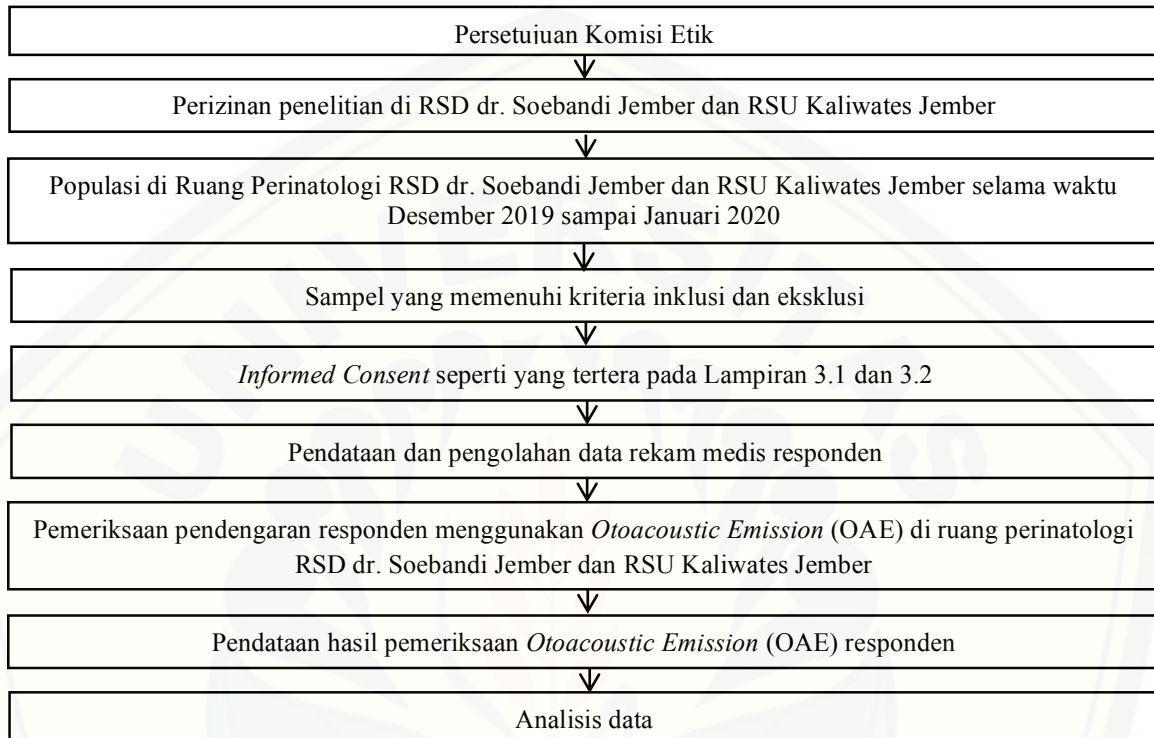 Persetujuan Komisi Etik
Perizinan penelitian di RSD dr. Soebandi Jember dan RSU Kaliwates Jember
Populasi di Ruang Perinatologi RSD dr. Soebandi Jember dan RSU Kaliwates Jember selama waktu
Desember 2019 sampai Januari 2020
Sampel yang memenuhi kriteria inklusi dan eksklusi
Informed Consent seperti yang tertera pada Lampiran 3.1 dan 3.2
Pendataan dan pengolahan data rekam medis responden
Pemeriksaan pendengaran responden menggunakan Otoacoustic Emission (OAE) di ruang perinatologi
RSD dr. Soebandi Jember dan RSU Kaliwates Jember
Pendataan hasil pemeriksaan Otoacoustic Emission (OAE) responden
Analisis data
UNIVERSITAS